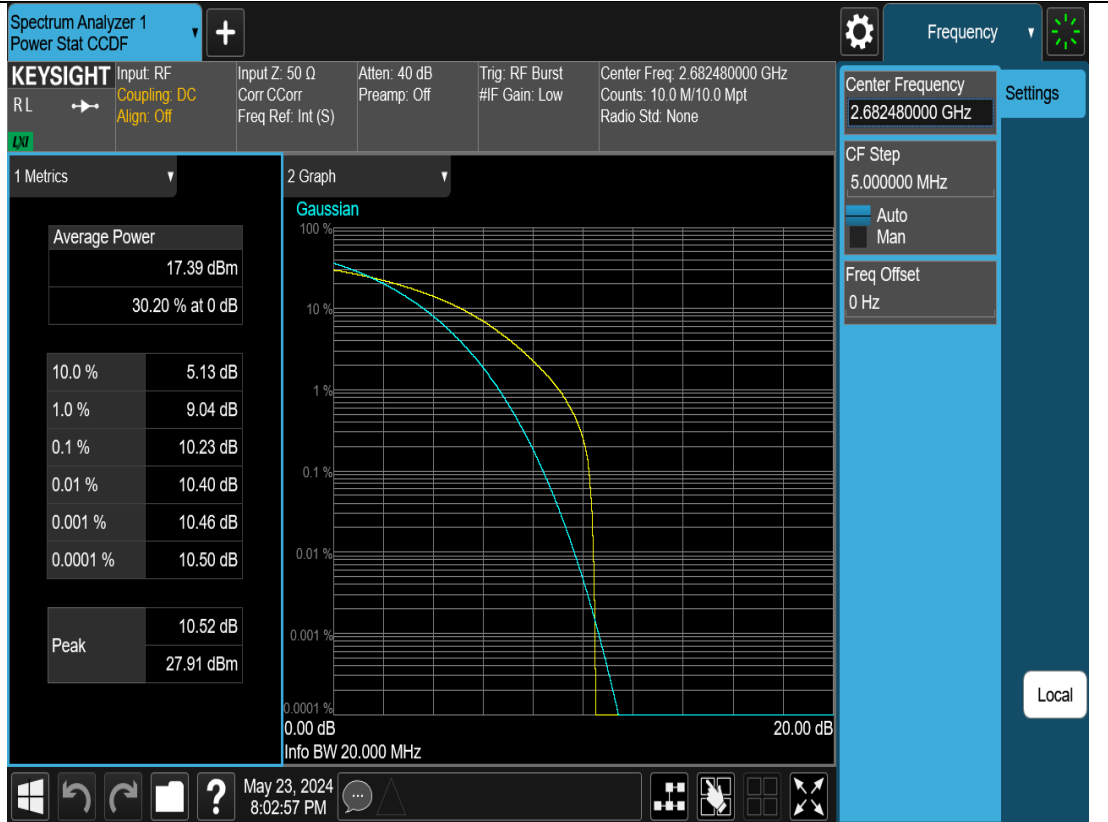 Spectrum Analyzer 1
Power Stat CCDF
+
Frequency
KEYSIGHT
RL
LXI
Input: RF
Coupling: DC
Align: Off
Input Z: 50 Ω
Corr CCorr
Freq Ref: Int (S)
Atten: 40 dB
Preamp: Off
Trig: RF Burst
#IF Gain: Low
Center Freq: 2.682480000 GHz
Counts: 10.0 M/10.0 Mpt
Radio Std: None
Center Frequency
2.682480000 GHz
Settings
CF Step
5.000000 MHz
Auto
Man
Freq Offset
0 Hz
Local
1 Metrics
Average Power
17.39 dBm
30.20 % at 0 dB
10.0 % 5.13 dB
1.0 % 9.04 dB
0.1 % 10.23 dB
0.01 % 10.40 dB
0.001 % 10.46 dB
0.0001 % 10.50 dB
Peak 10.52 dB
27.91 dBm
2 Graph
Gaussian
100 %
10 %
1 %
0.1 %
0.01 %
0.001 %
0.0001 %
0.00 dB 20.00 dB
Info BW 20.000 MHz
?
May 23, 2024
8:02:57 PM